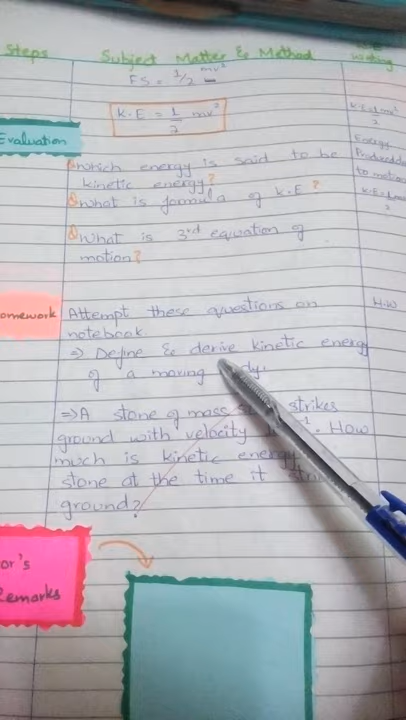 Steps Subject Matter & Method
FS = 1/2 mv²
K.E = 1/2 mv²
Evaluation
Which energy is said to be
kinetic energy?
What is formula of K.E ?
What is 3rd equation of
motion?
Homework Attempt these questions on H.W
notebook.
⇒ Define & derive kinetic energy
of a moving
⇒ A stone of mass strikes
ground with velocity How
much is kinetic energy
stone at the time it
ground?
or's
Remarks